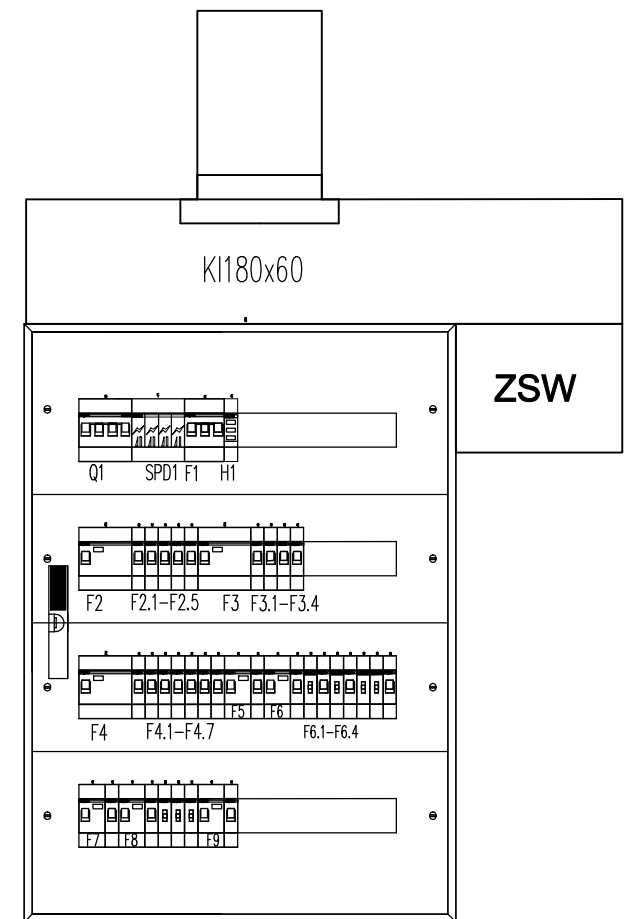 KI180x60
ZSW
Q1 SPD1 F1 H1
F2 F2.1-F2.5 F3 F3.1-F3.4
F5 F6
F4 F4.1-F4.7 F6.1-F6.4
F7 F8 F9